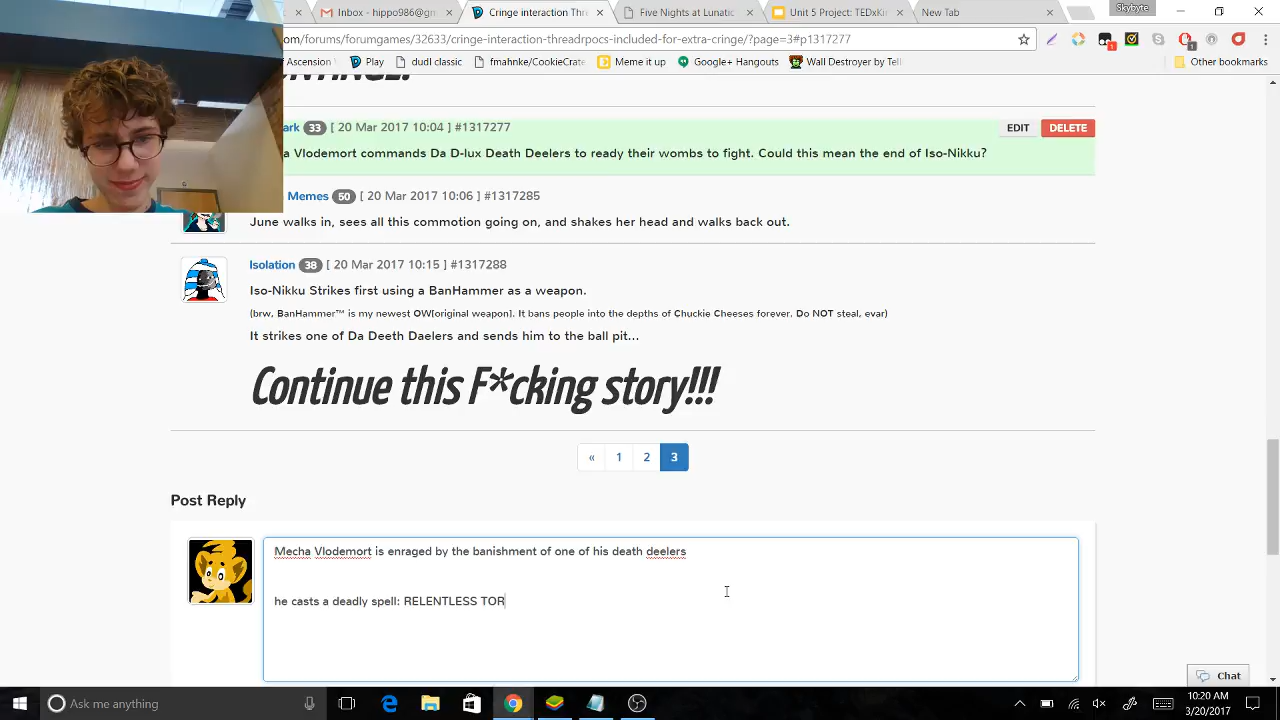 Inbox - hippo986@gm
Cringe interaction Thre
Five Nights at Lunatic
Unit 5 Project: TEDxKin
New Tab
Skybyte
com/forums/forumgames/32633/cringe-interaction-threadrpocs-included-for-extra-cringe/?page=3#p1317277
Ascension V
Play
dudl classic
fmahnke/CookieCrate
Meme it up
Google+ Hangouts
Wall Destroyer by Tell
Other bookmarks
ark 33 [ 20 Mar 2017 10:04 ] #1317277
EDIT
DELETE
a Vlodemort commands Da D-lux Death Deelers to ready their wombs to fight. Could this mean the end of Iso-Nikku?
Memes 50 [ 20 Mar 2017 10:06 ] #1317285
June walks in, sees all this commotion going on, and shakes her head and walks back out.
Isolation 38 [ 20 Mar 2017 10:15 ] #1317288
Iso-Nikku Strikes first using a BanHammer as a weapon.
(brw, BanHammer™ is my newest OW[original weapon]. It bans people into the depths of Chuckie Cheeses forever. Do NOT steal, evar)
It strikes one of Da Deeth Daelers and sends him to the ball pit...
Continue this F*cking story!!!
« 1 2 3
Post Reply
Mecha Vlodemort is enraged by the banishment of one of his death deelers
he casts a deadly spell: RELENTLESS TOR
Chat
Ask me anything
10:20 AM
3/20/2017